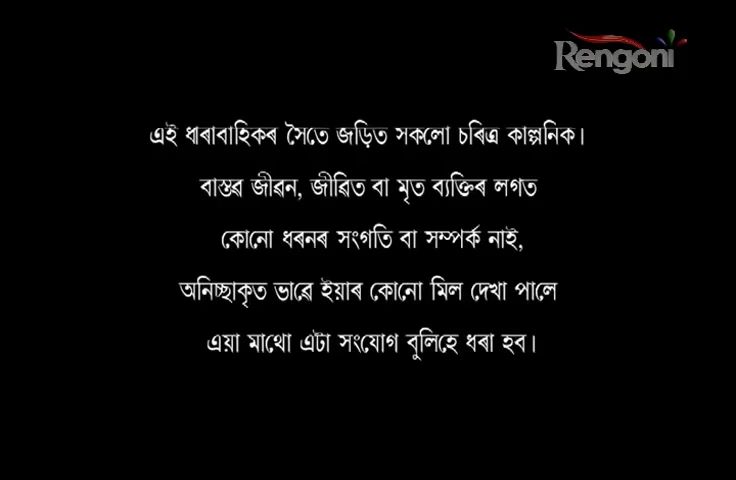 Rengoni
এই ধাৰাবাহিকৰ সৈতে জড়িত সকলো চৰিত্ৰ কাল্পনিক।
বাস্তৱ জীৱন, জীৱিত বা মৃত ব্যক্তিৰ লগত
কোনো ধৰনৰ সংগতি বা সম্পৰ্ক নাই,
অনিচ্ছাকৃত ভাৱে ইয়াৰ কোনো মিল দেখা পালে
এয়া মাথো এটা সংযোগ বুলিহে ধৰা হব।